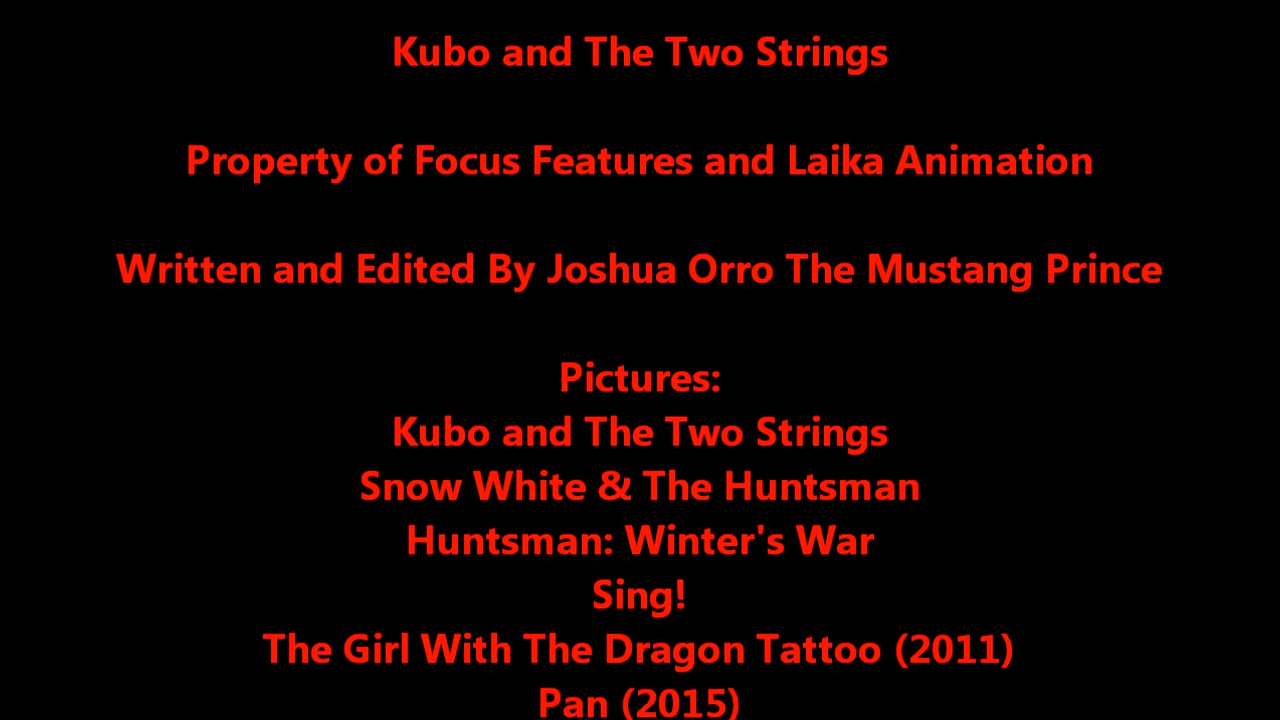 Kubo and The Two Strings
Property of Focus Features and Laika Animation
Written and Edited By Joshua Orro The Mustang Prince
Pictures:
Kubo and The Two Strings
Snow White & The Huntsman
Huntsman: Winter's War
Sing!
The Girl With The Dragon Tattoo (2011)
Pan (2015)